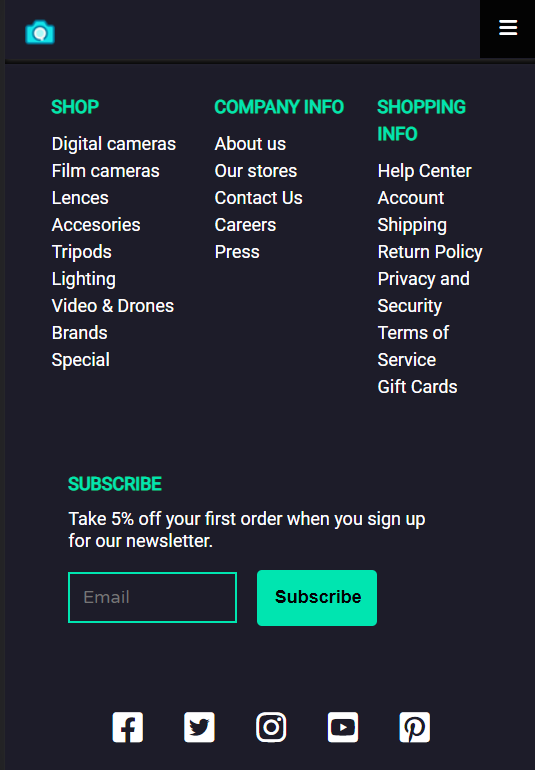 SHOP
Digital cameras
Film cameras
Lences
Accesories
Tripods
Lighting
Video & Drones
Brands
Special
COMPANY INFO
About us
Our stores
Contact Us
Careers
Press
SHOPPING
INFO
Help Center
Account
Shipping
Return Policy
Privacy and
Security
Terms of
Service
Gift Cards
SUBSCRIBE
Take 5% off your first order when you sign up
for our newsletter.
Email
Subscribe